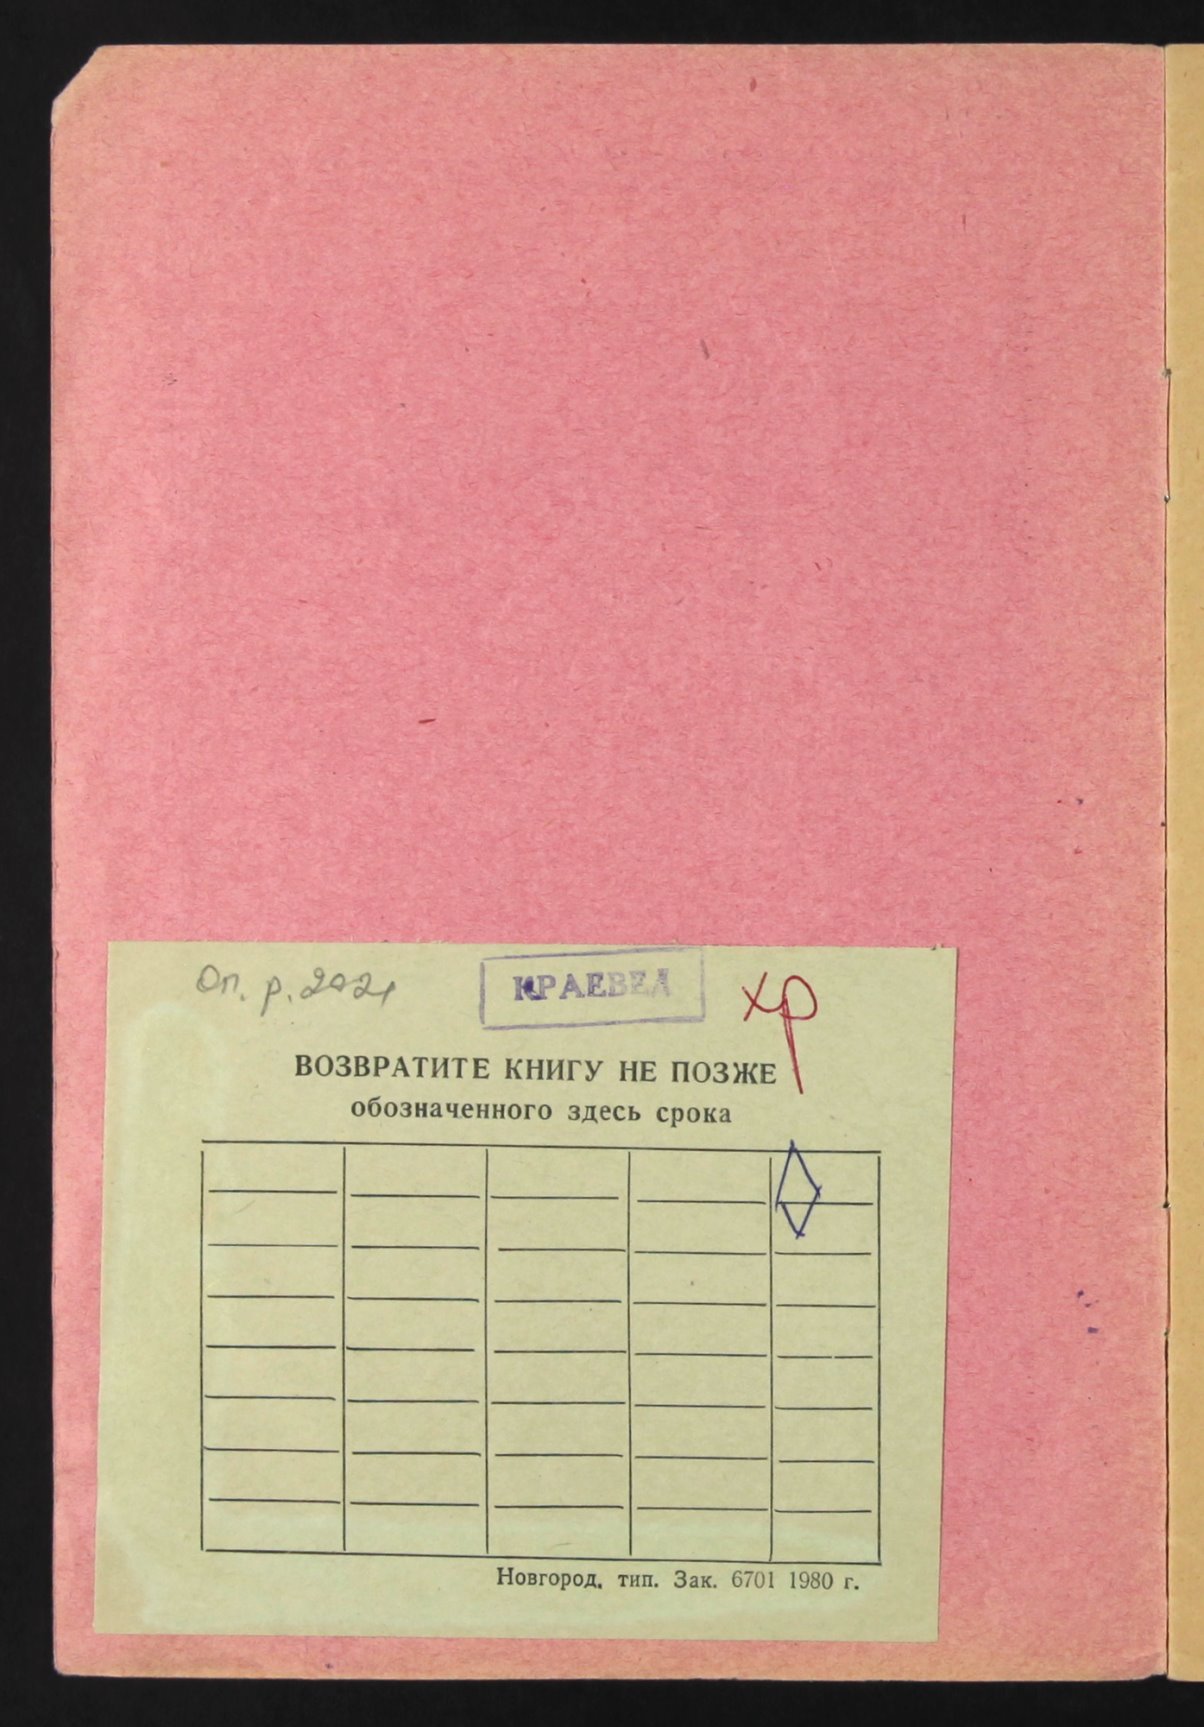 Оп. р. 2021
КРАЕВЕД
хр
ВОЗВРАТИТЕ КНИГУ НЕ ПОЗЖЕ
обозначенного здесь срока
Новгород, тип. Зак. 6701 1980 г.